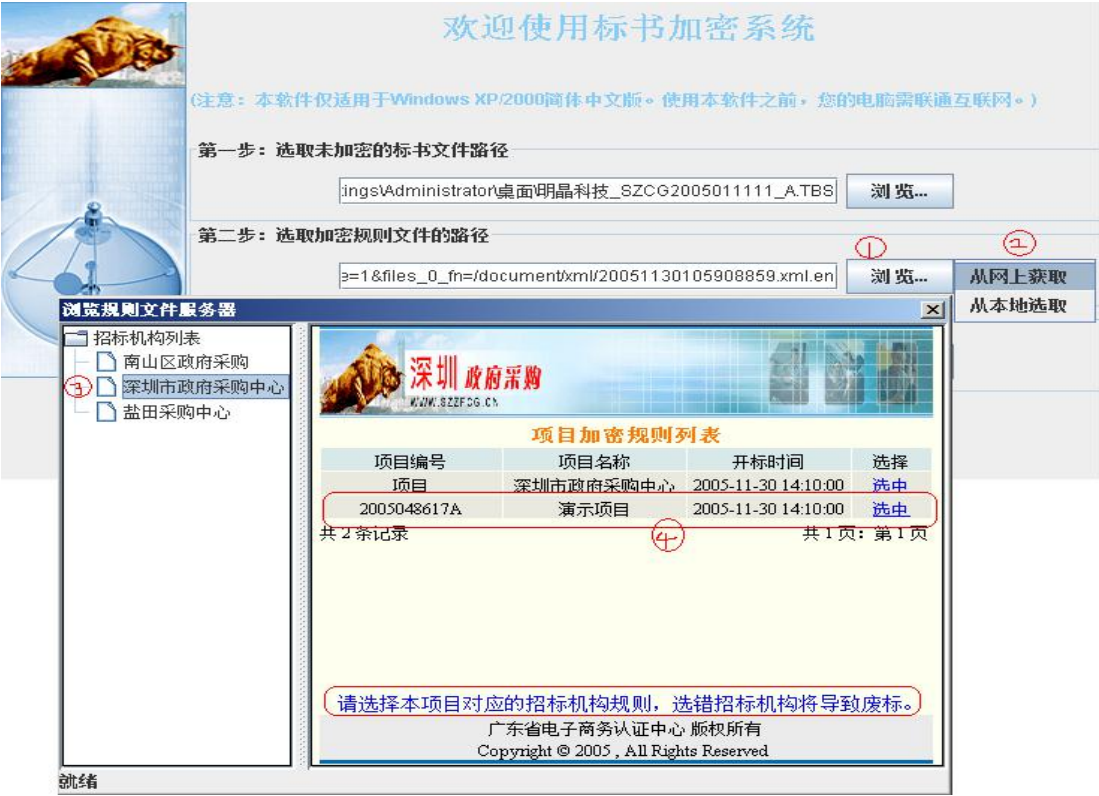 欢迎使用标书加密系统
(注意：本软件仅适用于Windows XP/2000简体中文版。使用本软件之前，您的电脑需联通互联网。)
第一步：选取未加密的标书文件路径
:ings\Administrator\桌面\明晶科技_SZCG2005011111_A.TBS
浏览...
第二步：选取加密规则文件的路径
①
②
e=1&files_0_fn=/document/xml/20051130105908859.xml.en
浏览...
从网上获取
从本地选取
浏览规则文件服务器
招标机构列表
南山区政府采购
③
深圳市政府采购中心
盐田采购中心
深圳政府采购
WWW.SZZFCG.CN
项目加密规则列表
项目编号 项目名称 开标时间 选择
项目 深圳市政府采购中心 2005-11-30 14:10:00 选中
2005048617A 演示项目 2005-11-30 14:10:00 选中
共 2 条记录 共 1 页：第 1 页
④
请选择本项目对应的招标机构规则，选错招标机构将导致废标。
广东省电子商务认证中心 版权所有
Copyright © 2005 , All Rights Reserved
就绪